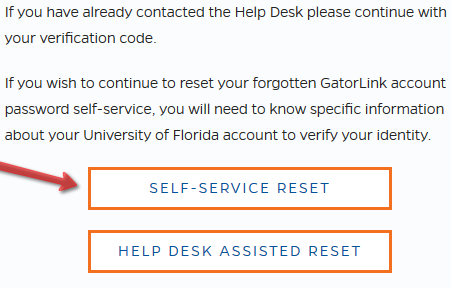 If you have already contacted the Help Desk please continue with
your verification code.
If you wish to continue to reset your forgotten GatorLink account
password self-service, you will need to know specific information
about your University of Florida account to verify your identity.
SELF-SERVICE RESET
HELP DESK ASSISTED RESET